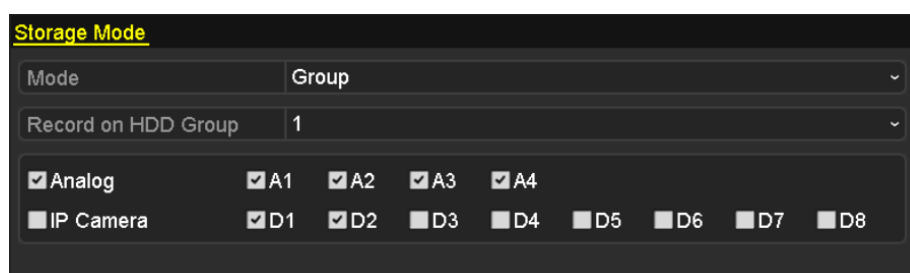 Storage Mode
Mode Group
Record on HDD Group 1
Analog A1 A2 A3 A4
IP Camera D1 D2 D3 D4 D5 D6 D7 D8